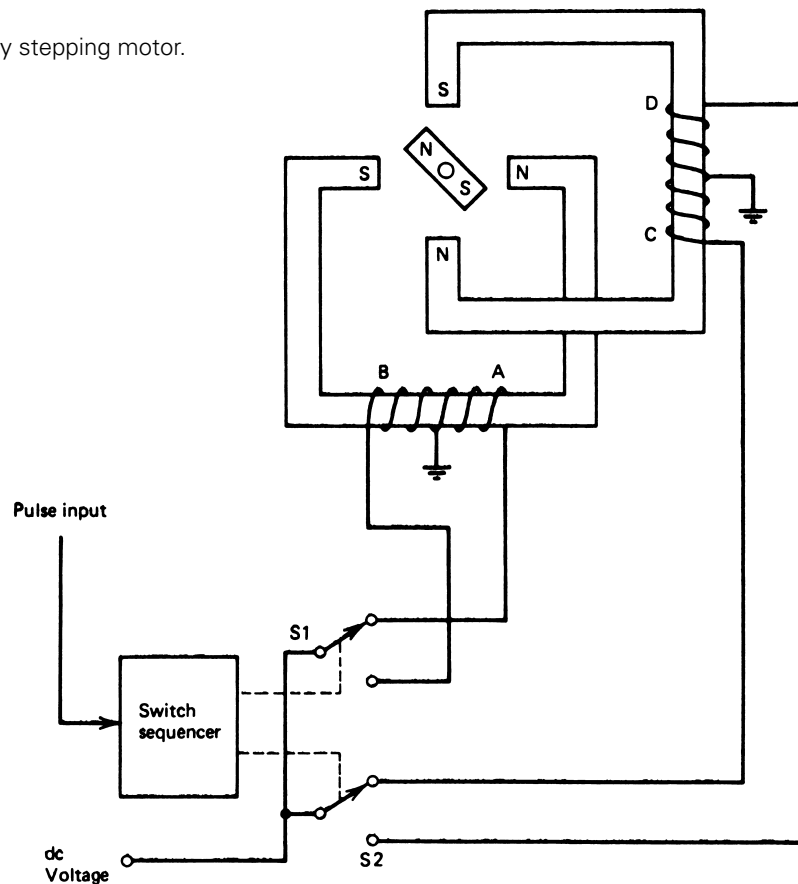 y stepping motor.
S
D
N
S
S
N
C
N
B
A
Pulse input
S1
Switch
sequencer
dc
Voltage
S2